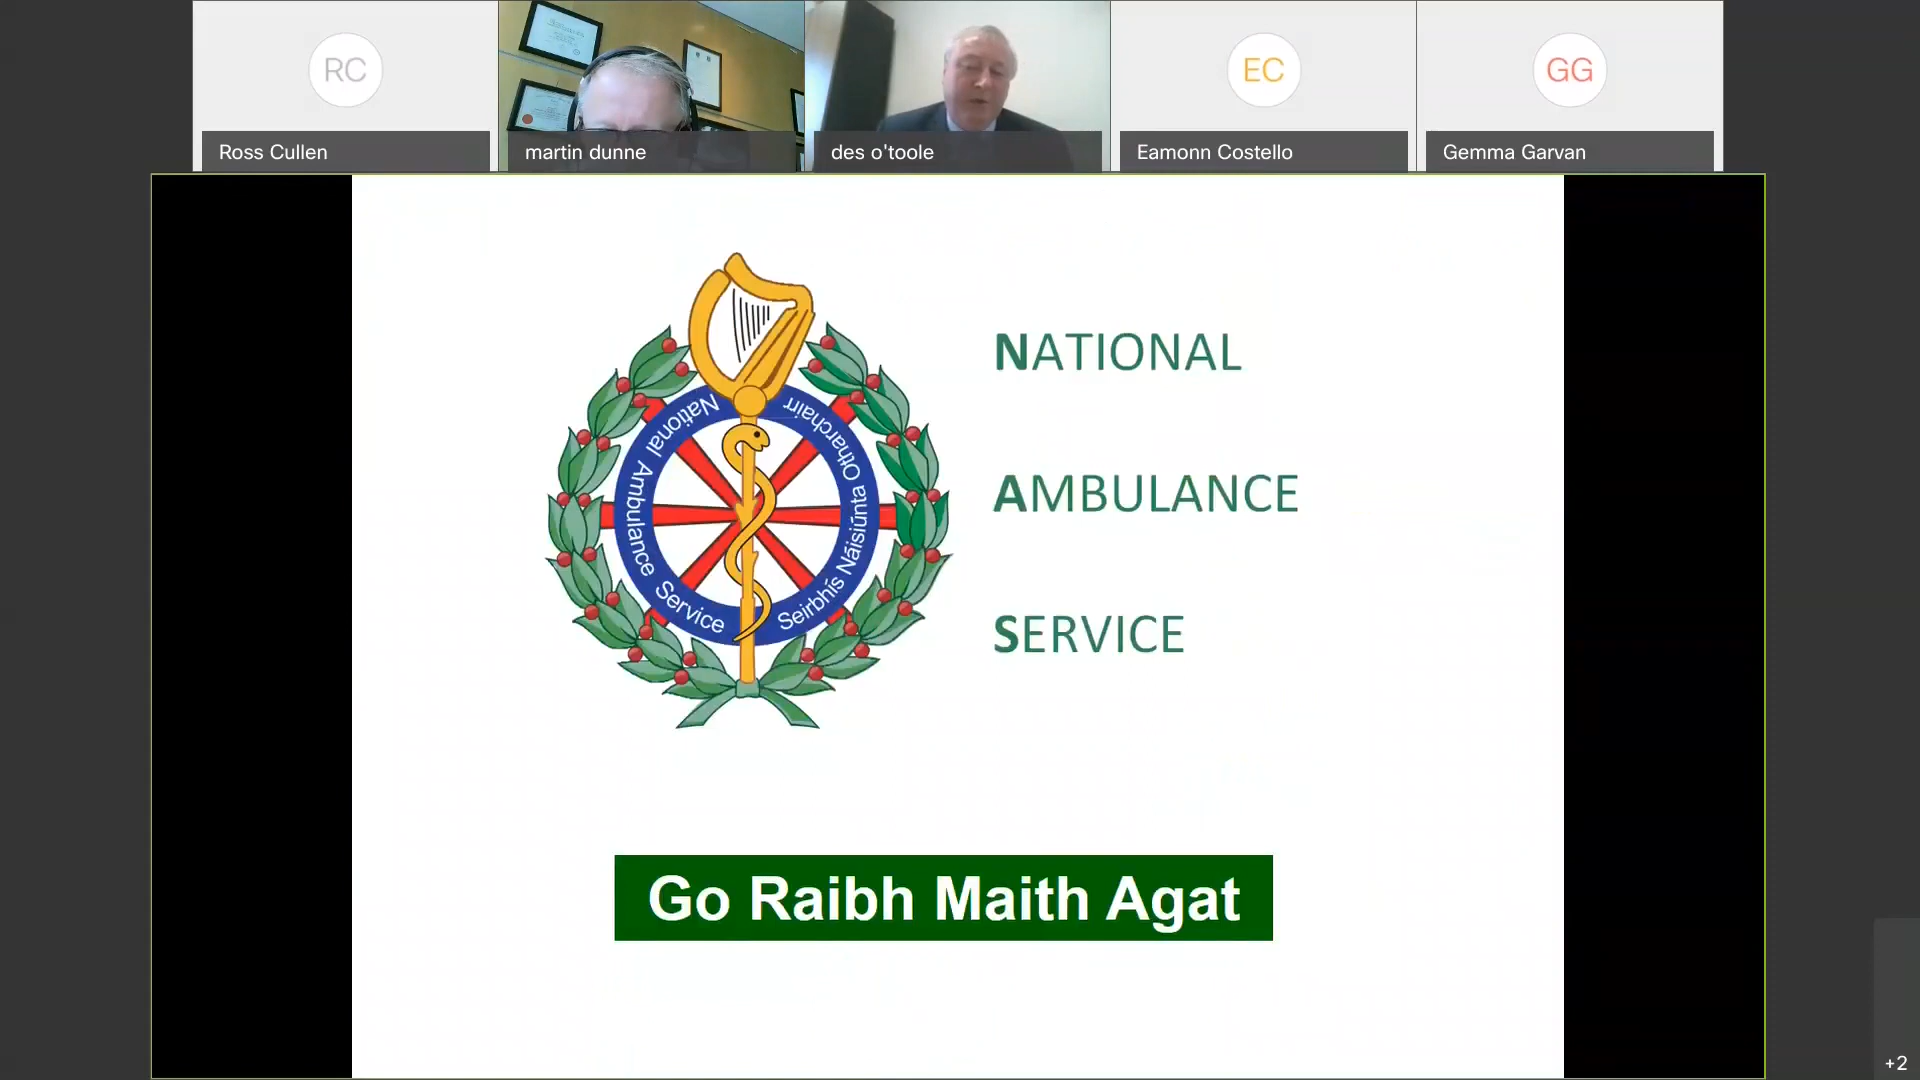 RC
EC
GG
Ross Cullen
martin dunne
des o'toole
Eamonn Costello
Gemma Garvan
National Ambulance Service
Seirbhís Náisiúnta Otharchairr
NATIONAL
AMBULANCE
SERVICE
Go Raibh Maith Agat
+2